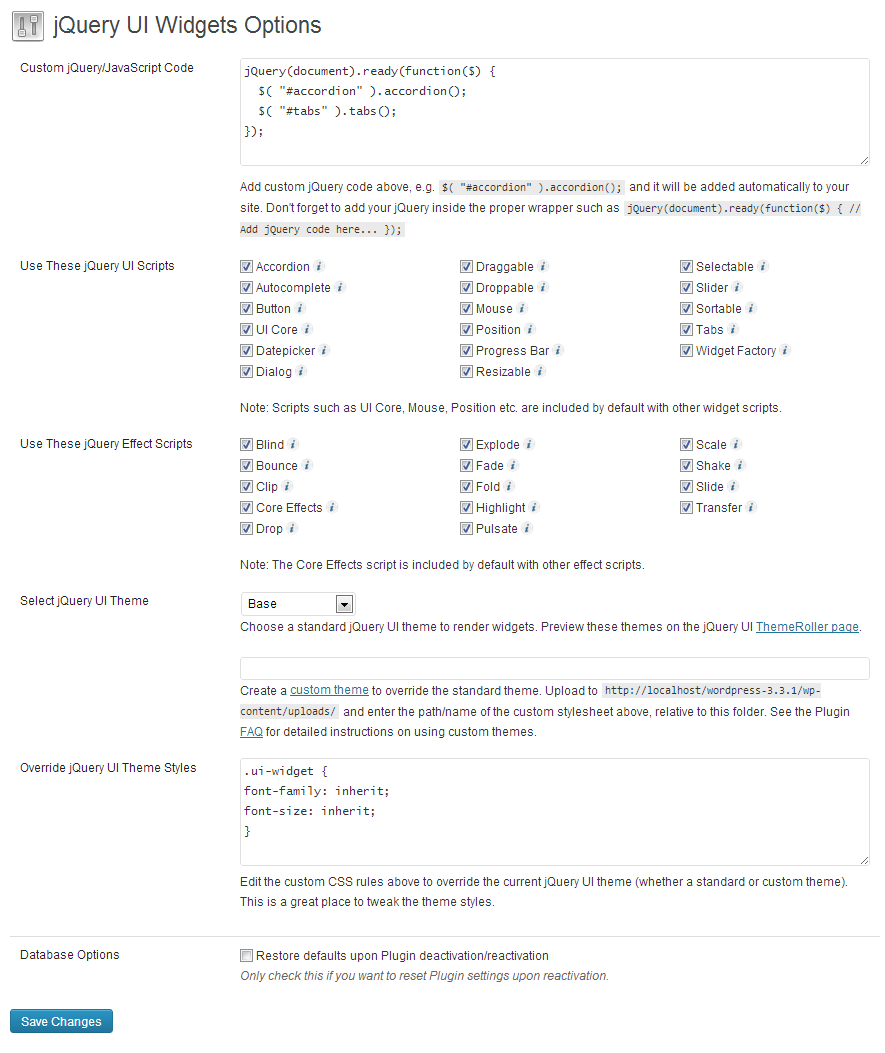 jQuery UI Widgets Options
Custom jQuery/JavaScript Code
jQuery(document).ready(function($) {
$( "#accordion" ).accordion();
$( "#tabs" ).tabs();
});
Add custom jQuery code above, e.g. $( "#accordion" ).accordion(); and it will be added automatically to your
site. Don't forget to add your jQuery inside the proper wrapper such as jQuery(document).ready(function($) { //
Add jQuery code here... });
Use These jQuery UI Scripts
Accordion i Draggable i Selectable i
Autocomplete i Droppable i Slider i
Button i Mouse i Sortable i
UI Core i Position i Tabs i
Datepicker i Progress Bar i Widget Factory i
Dialog i Resizable i
Note: Scripts such as UI Core, Mouse, Position etc. are included by default with other widget scripts.
Use These jQuery Effect Scripts
Blind i Explode i Scale i
Bounce i Fade i Shake i
Clip i Fold i Slide i
Core Effects i Highlight i Transfer i
Drop i Pulsate i
Note: The Core Effects script is included by default with other effect scripts.
Select jQuery UI Theme
Base
Choose a standard jQuery UI theme to render widgets. Preview these themes on the jQuery UI ThemeRoller page.
Create a custom theme to override the standard theme. Upload to http://localhost/wordpress-3.3.1/wp-
content/uploads/ and enter the path/name of the custom stylesheet above, relative to this folder. See the Plugin
FAQ for detailed instructions on using custom themes.
Override jQuery UI Theme Styles
.ui-widget {
font-family: inherit;
font-size: inherit;
}
Edit the custom CSS rules above to override the current jQuery UI theme (whether a standard or custom theme).
This is a great place to tweak the theme styles.
Database Options
Restore defaults upon Plugin deactivation/reactivation
Only check this if you want to reset Plugin settings upon reactivation.
Save Changes